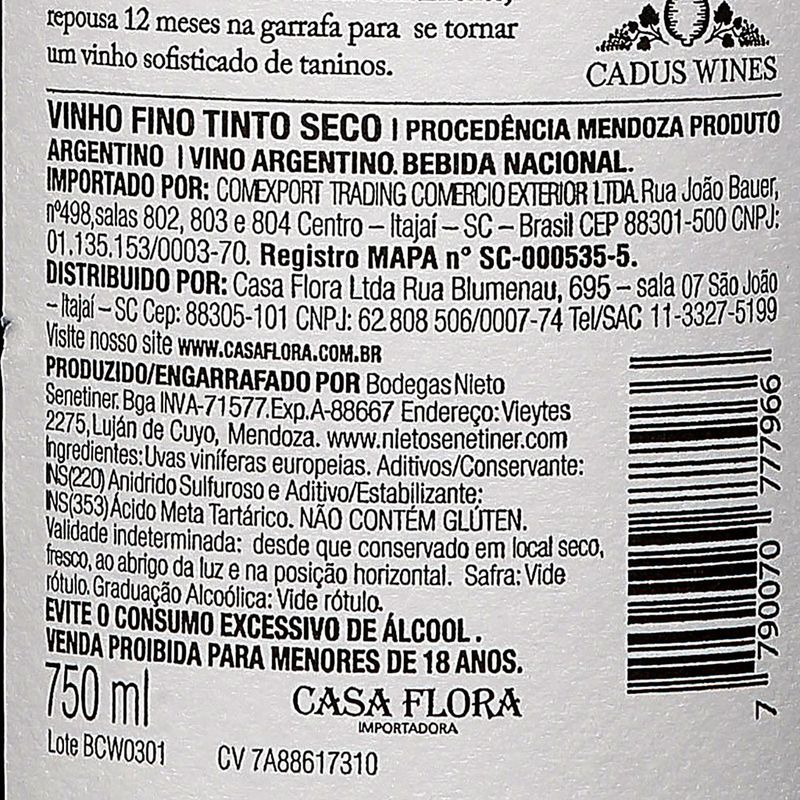 repousa 12 meses na garrafa para se tornar
um vinho sofisticado de taninos.
CADUS WINES
VINHO FINO TINTO SECO | PROCEDÊNCIA MENDOZA PRODUTO
ARGENTINO | VINO ARGENTINO. BEBIDA NACIONAL.
IMPORTADO POR: COMEXPORT TRADING COMERCIO EXTERIOR LTDA. Rua João Bauer,
nº498,salas 802, 803 e 804 Centro – Itajaí – SC – Brasil CEP 88301-500 CNPJ:
01.135.153/0003-70. Registro MAPA nº SC-000535-5.
DISTRIBUIDO POR: Casa Flora Ltda Rua Blumenau, 695 – sala 07 São João
– Itajaí – SC Cep: 88305-101 CNPJ: 62 808 506/0007-74 Tel/SAC 11-3327-5199
Visite nosso site WWW.CASAFLORA.COM.BR
PRODUZIDO/ENGARRAFADO POR Bodegas Nieto
Senetiner. Bga INVA-71577.Exp.A-88667 Endereço: Vieytes
2275, Luján de Cuyo, Mendoza. www.nietosenetiner.com
Ingredientes: Uvas viníferas europeias. Aditivos/Conservante:
INS(220) Anidrido Sulfuroso e Aditivo/Estabilizante:
INS(353) Ácido Meta Tartárico. NÃO CONTÉM GLÚTEN.
Validade indeterminada: desde que conservado em local seco,
fresco, ao abrigo da luz e na posição horizontal. Safra: Vide
rótulo. Graduação Alcoólica: Vide rótulo.
EVITE O CONSUMO EXCESSIVO DE ÁLCOOL.
VENDA PROIBIDA PARA MENORES DE 18 ANOS.
750 ml
CASA FLORA
IMPORTADORA
Lote BCW0301
CV 7A88617310
7 790070 777966